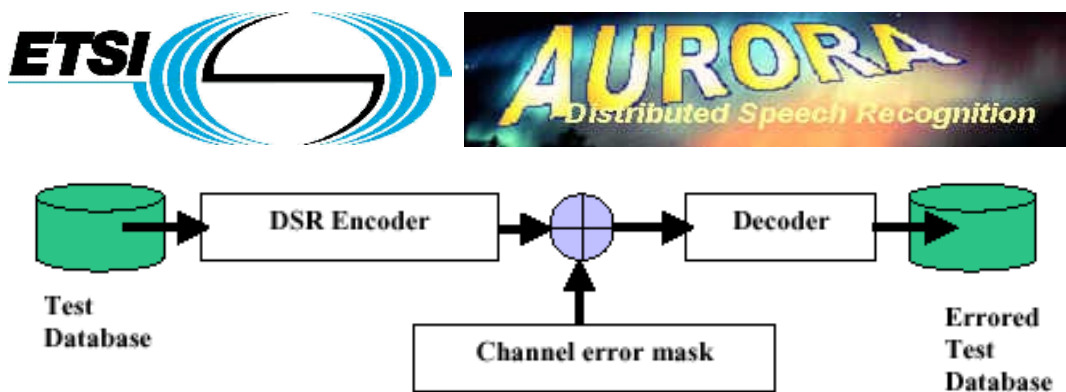 ETSI
AURORA
Distributed Speech Recognition
DSR Encoder
Decoder
Test
Database
Channel error mask
Errored
Test
Database